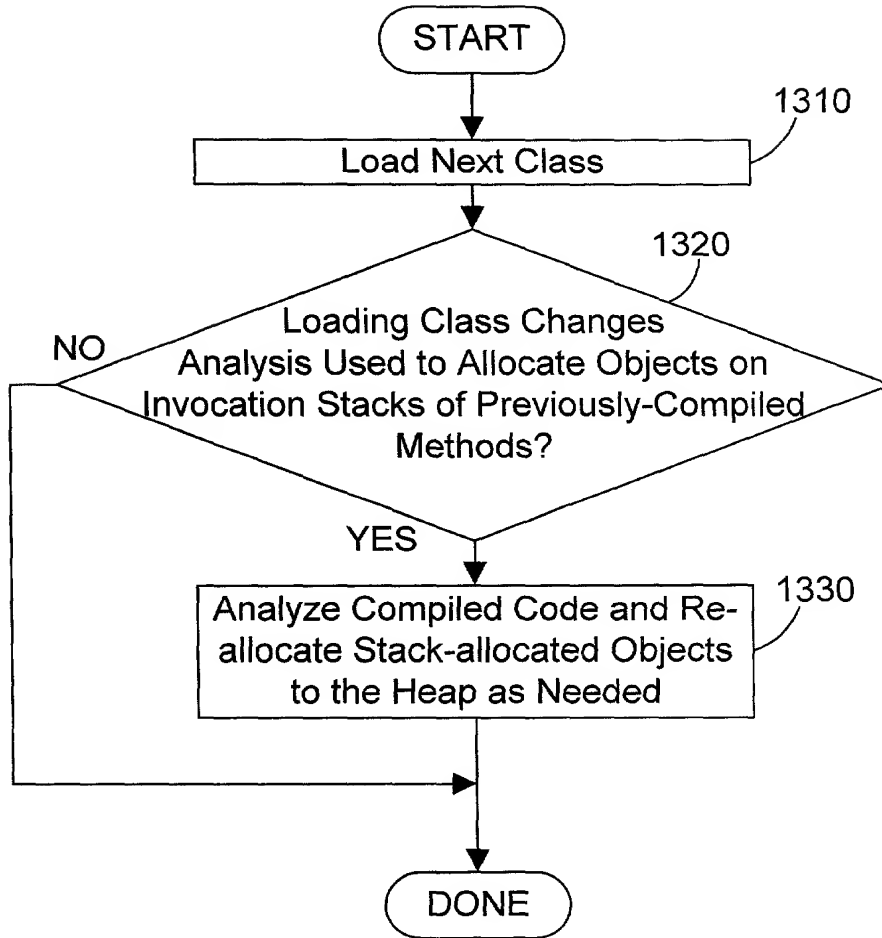 START
1310
Load Next Class
1320
Loading Class Changes
NO
Analysis Used to Allocate Objects on
Invocation Stacks of Previously-Compiled
Methods?
YES
1330
Analyze Compiled Code and Re-
allocate Stack-allocated Objects
to the Heap as Needed
DONE